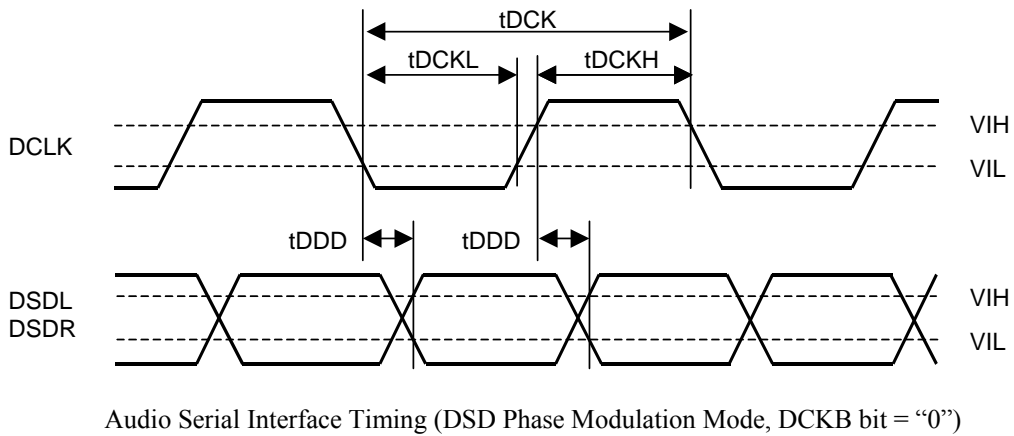 tDCK
tDCKL
tDCKH
DCLK
VIH
VIL
tDDD
tDDD
DSDL
DSDR
VIH
VIL
Audio Serial Interface Timing (DSD Phase Modulation Mode, DCKB bit = “0”)